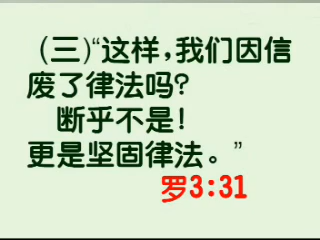 (三)“这样,我们因信
废了律法吗?
断乎不是!
更是坚固律法。”
罗3:31